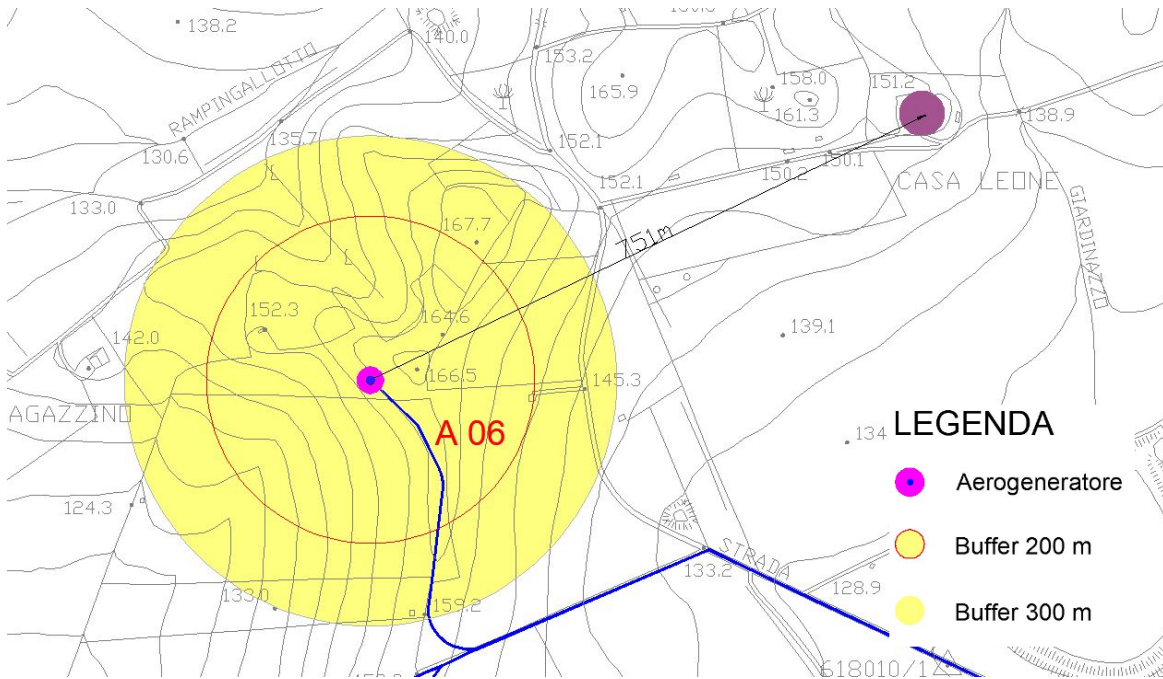 138.2
140.0
153.2
165.9
158.0
161.3
151.2
138.9
RAMPINGALLOTTO
135.7
130.6
152.1
150.2
152.1
CASA LEONE
GIARDINAZZO
133.0
167.7
751m
152.3
164.6
139.1
142.0
166.5
145.3
AGAZZINO
A 06
134
LEGENDA
Aerogeneratore
124.3
Buffer 200 m
STRADA
133.2
128.9
133.0
159.2
Buffer 300 m
618010/1